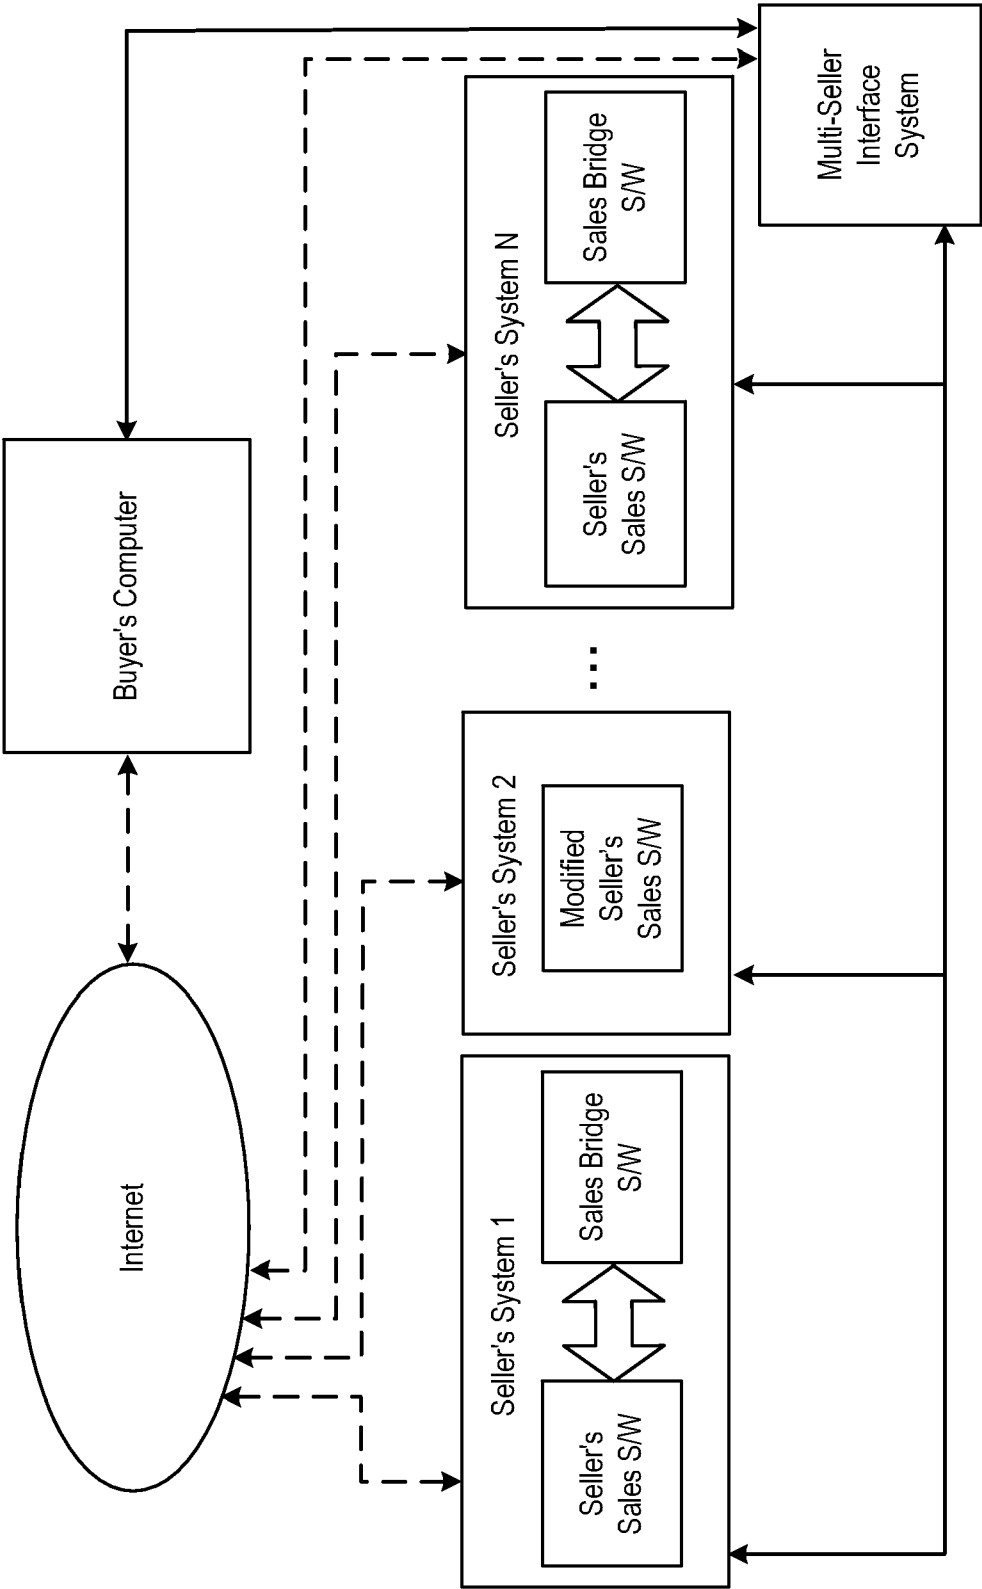 Internet
Buyer's Computer
Seller's System 1
Seller's
Sales S/W
Sales Bridge
S/W
Seller's System 2
Modified
Seller's
Sales S/W
...
Seller's System N
Seller's
Sales S/W
Sales Bridge
S/W
Multi-Seller
Interface
System